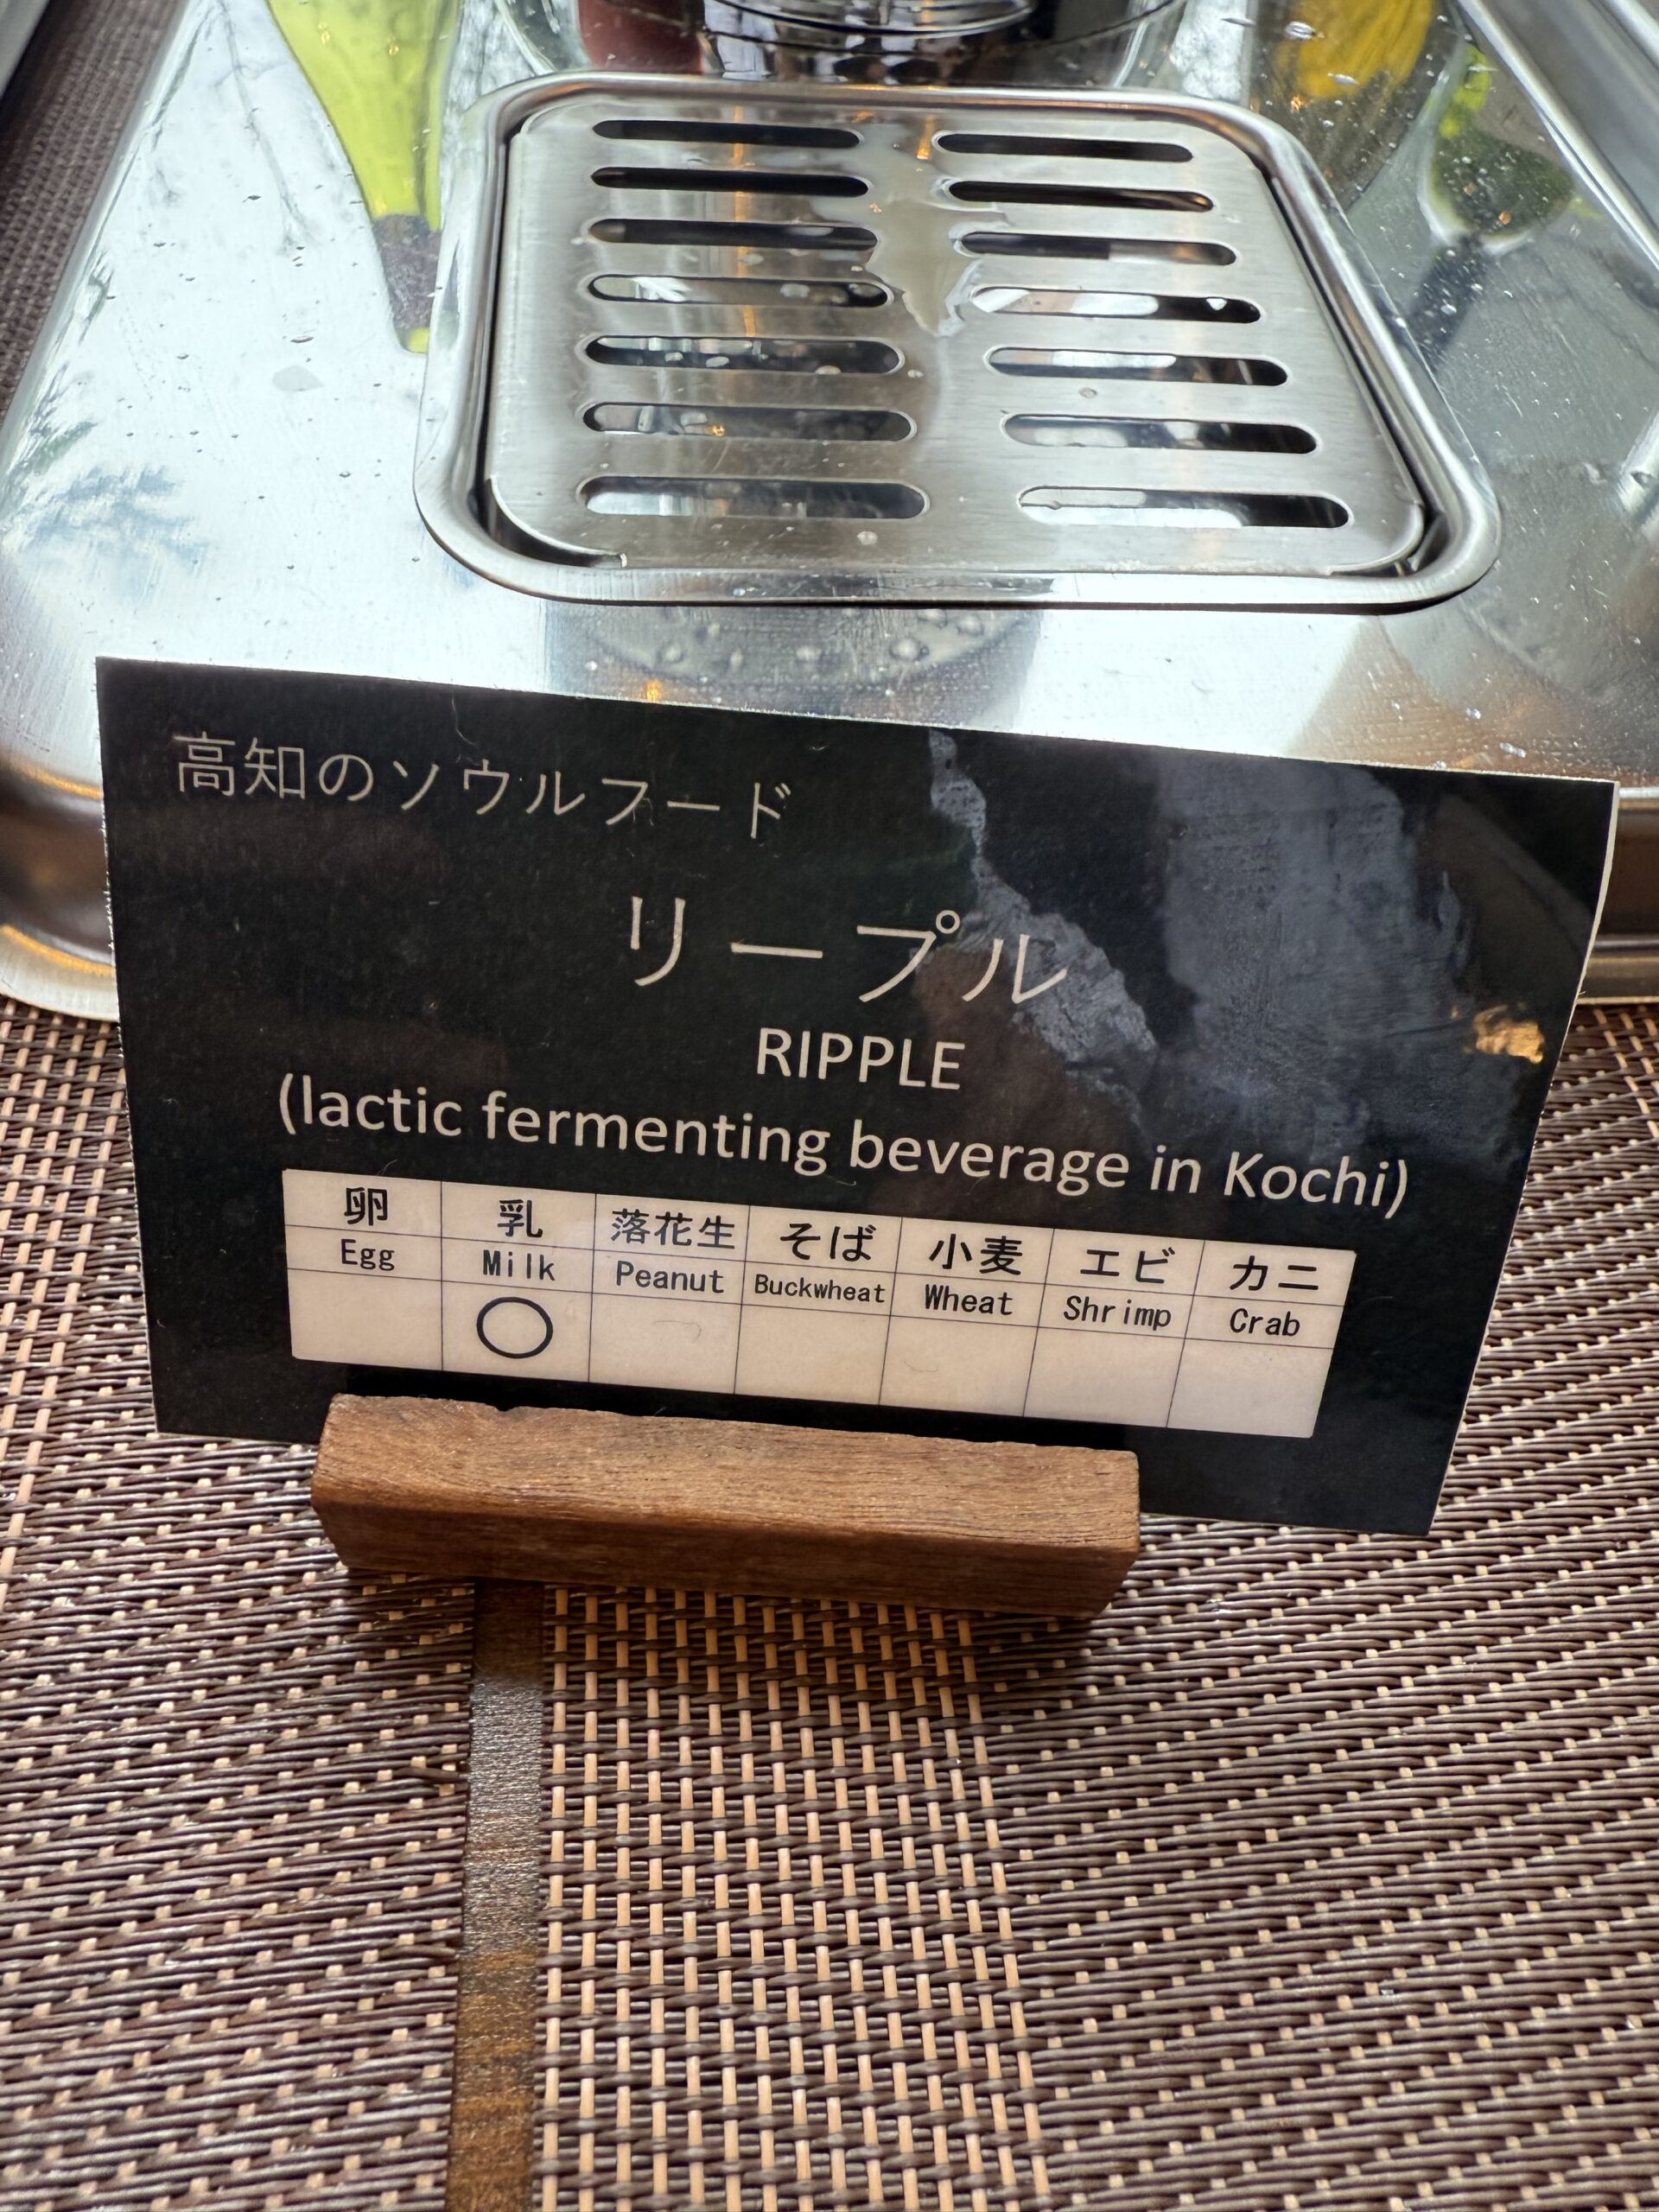 高知のソウルフード
リープル
RIPPLE
(lactic fermenting beverage in Kochi)
卵 乳 落花生 そば 小麦 エビ カニ
Egg Milk Peanut Buckwheat Wheat Shrimp Crab
○